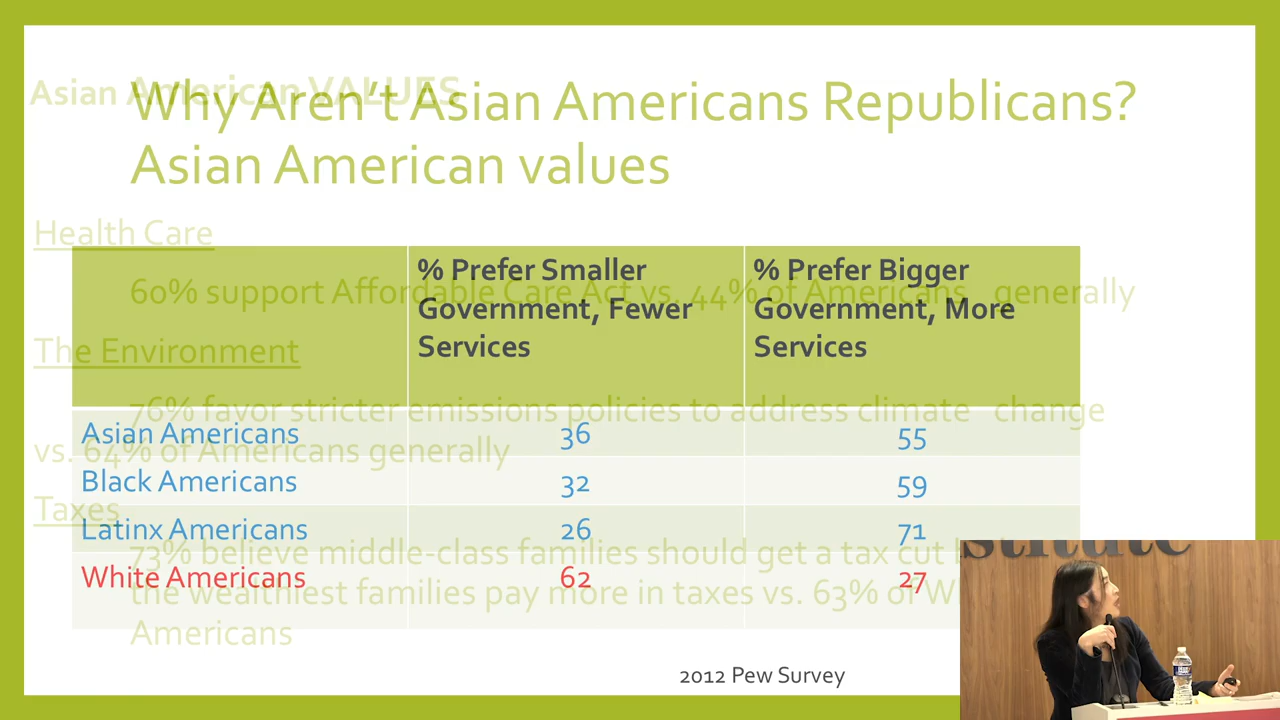 Asian American VALUES
Why Aren't Asian Americans Republicans?
Asian American values
Health Care
60% support Affordable Care Act vs. 44% of Americans generally
The Environment
76% favor stricter emissions policies to address climate change
vs. 64% of Americans generally
Taxes
73% believe middle-class families should get a tax cut
the wealthiest families pay more in taxes vs. 63% of
Americans
% Prefer Smaller
Government, Fewer
Services
% Prefer Bigger
Government, More
Services
Asian Americans 36 55
Black Americans 32 59
Latinx Americans 26 71
White Americans 62 27
2012 Pew Survey